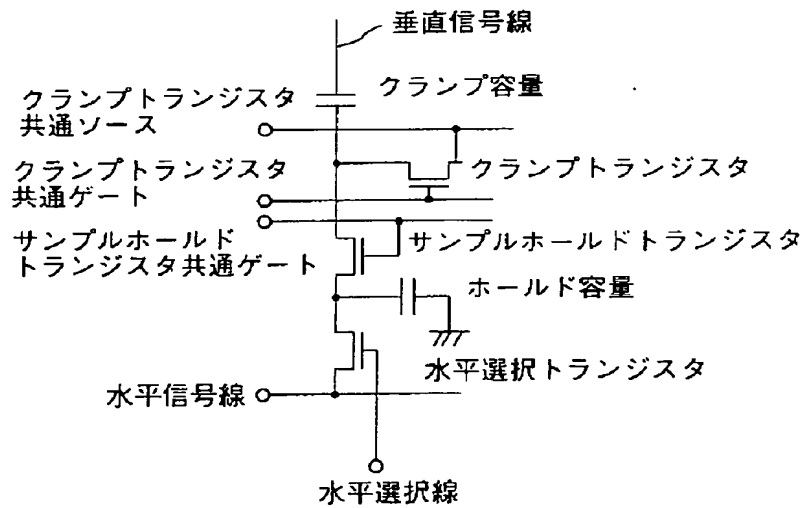 垂直信号線
クランプ容量
クランプトランジスタ
共通ソース
クランプトランジスタ
共通ゲート
クランプトランジスタ
サンプルホールド
トランジスタ共通ゲート
サンプルホールドトランジスタ
ホールド容量
水平選択トランジスタ
水平信号線
水平選択線